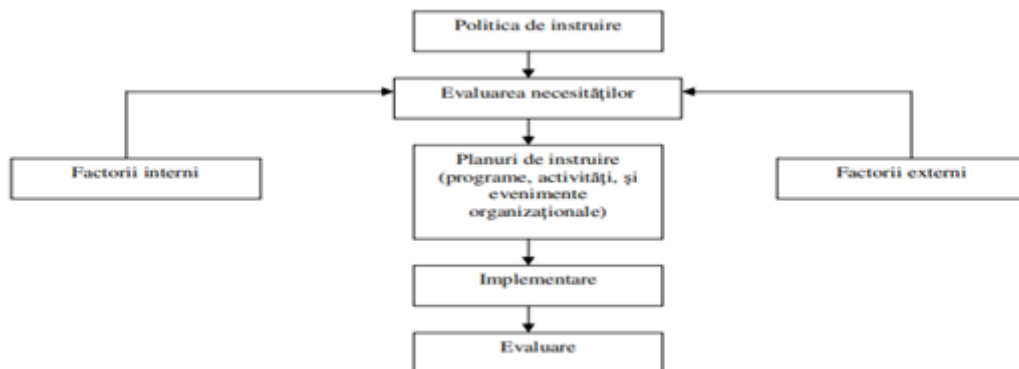 Politica de instruire
Evaluarea necesităţilor
Factorii interni
Planuri de instruire
(programe, activităţi, şi
evenimente
organizaţionale)
Factorii externi
Implementare
Evaluare